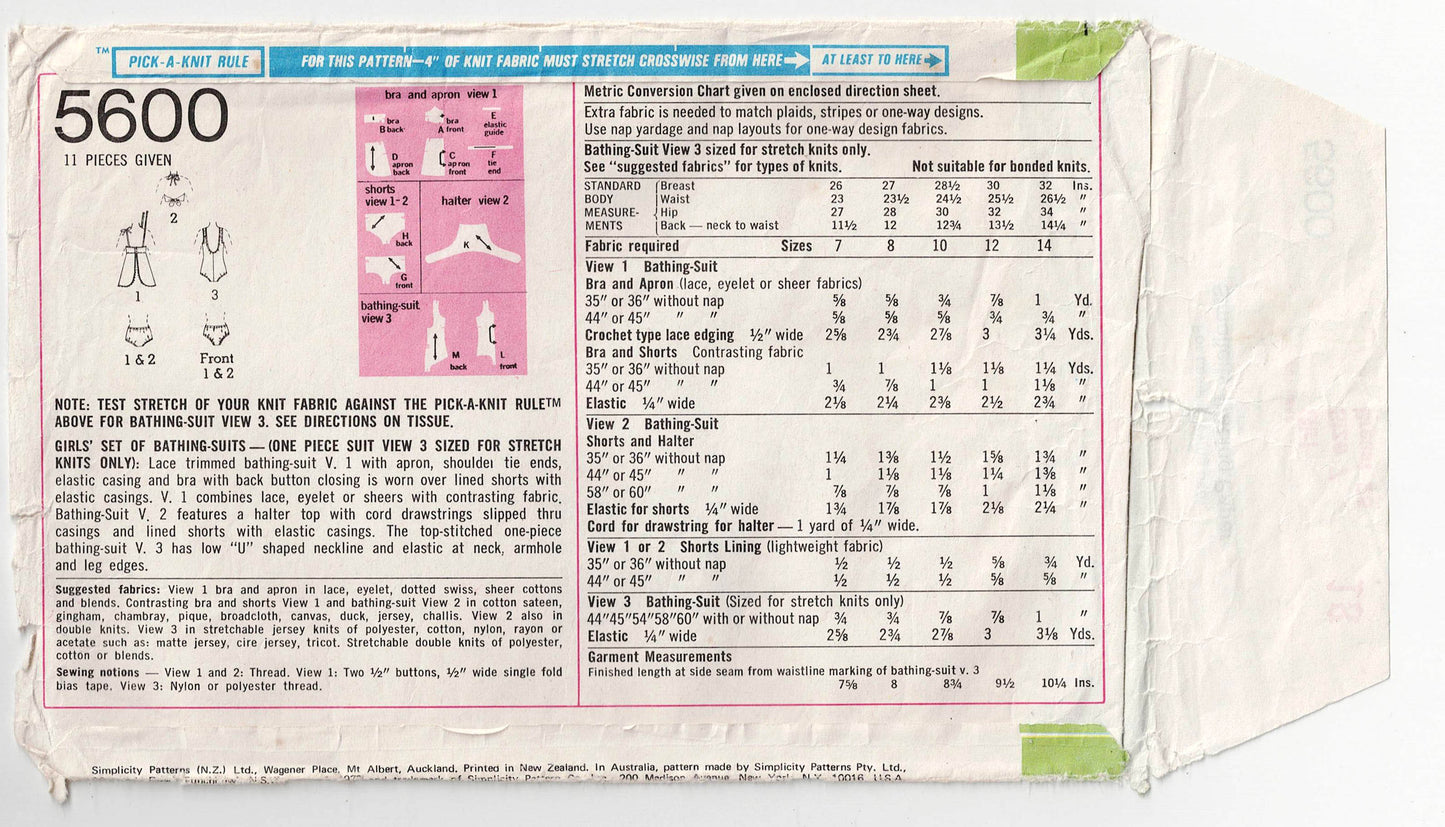 ™ PICK-A-KNIT RULE FOR THIS PATTERN—4" OF KNIT FABRIC MUST STRETCH CROSSWISE FROM HERE→ AT LEAST TO HERE→
5600
11 PIECES GIVEN
2
1
3
1 & 2
Front
1 & 2
bra and apron view 1
bra
B back
bra
A front
E
elastic
guide
D
apron
back
C
apron
front
F
tie
end
shorts
view 1-2
H
back
G
front
halter view 2
K
bathing-suit
view 3
M
back
L
front
NOTE: TEST STRETCH OF YOUR KNIT FABRIC AGAINST THE PICK-A-KNIT RULE™
ABOVE FOR BATHING-SUIT VIEW 3. SEE DIRECTIONS ON TISSUE.
GIRLS' SET OF BATHING-SUITS — (ONE PIECE SUIT VIEW 3 SIZED FOR STRETCH
KNITS ONLY): Lace trimmed bathing-suit V. 1 with apron, shoulder tie ends,
elastic casing and bra with back button closing is worn over lined shorts with
elastic casings. V. 1 combines lace, eyelet or sheers with contrasting fabric.
Bathing-Suit V. 2 features a halter top with cord drawstrings slipped thru
casings and lined shorts with elastic casings. The top-stitched one-piece
bathing-suit V. 3 has low "U" shaped neckline and elastic at neck, armhole
and leg edges.
Suggested fabrics: View 1 bra and apron in lace, eyelet, dotted swiss, sheer cottons
and blends. Contrasting bra and shorts View 1 and bathing-suit View 2 in cotton sateen,
gingham, chambray, pique, broadcloth, canvas, duck, jersey, challis. View 2 also in
double knits. View 3 in stretchable jersey knits of polyester, cotton, nylon, rayon or
acetate such as: matte jersey, cire jersey, tricot. Stretchable double knits of polyester,
cotton or blends.
Sewing notions — View 1 and 2: Thread. View 1: Two ½" buttons, ½" wide single fold
bias tape. View 3: Nylon or polyester thread.
Metric Conversion Chart given on enclosed direction sheet.
Extra fabric is needed to match plaids, stripes or one-way designs.
Use nap yardage and nap layouts for one-way design fabrics.
Bathing-Suit View 3 sized for stretch knits only.
See "suggested fabrics" for types of knits. Not suitable for bonded knits.
STANDARD Breast 26 27 28½ 30 32 Ins.
BODY Waist 23 23½ 24½ 25½ 26½ "
MEASURE- Hip 27 28 30 32 34 "
MENTS Back — neck to waist 11½ 12 12¾ 13½ 14¼ "
Fabric required Sizes 7 8 10 12 14
View 1 Bathing-Suit
Bra and Apron (lace, eyelet or sheer fabrics)
35" or 36" without nap ⅝ ⅝ ¾ ⅞ 1 Yd.
44" or 45" " " ⅝ ⅝ ⅝ ¾ ¾ "
Crochet type lace edging ½" wide 2⅝ 2¾ 2⅞ 3 3¼ Yds.
Bra and Shorts Contrasting fabric
35" or 36" without nap 1 1 1⅛ 1⅛ 1¼ Yds.
44" or 45" " " ¾ ⅞ 1 1 1⅛ "
Elastic ¼" wide 2⅛ 2¼ 2⅜ 2½ 2¾ "
View 2 Bathing-Suit
Shorts and Halter
35" or 36" without nap 1¼ 1⅜ 1½ 1⅝ 1¾ "
44" or 45" " " 1 1⅛ 1⅛ 1¼ 1⅜ "
58" or 60" " " ⅞ ⅞ ⅞ 1 1⅛ "
Elastic for shorts ¼" wide 1¾ 1⅞ 1⅞ 2⅛ 2¼ "
Cord for drawstring for halter — 1 yard of ¼" wide.
View 1 or 2 Shorts Lining (lightweight fabric)
35" or 36" without nap ½ ½ ½ ⅝ ¾ Yd.
44" or 45" " " ½ ½ ½ ⅝ ⅝ "
View 3 Bathing-Suit (Sized for stretch knits only)
44"45"54"58"60" with or without nap ¾ ¾ ⅞ ⅞ 1 "
Elastic ¼" wide 2⅝ 2¾ 2⅞ 3 3⅛ Yds.
Garment Measurements
Finished length at side seam from waistline marking of bathing-suit v. 3
7⅝ 8 8¾ 9½ 10¼ Ins.
Simplicity Patterns (N.Z.) Ltd., Wagener Place, Mt Albert, Auckland. Printed in New Zealand. In Australia, pattern made by Simplicity Patterns Pty. Ltd.,
trademark of Simplicity Pattern Co. Inc. 200 Madison Avenue, New York, N.Y. 10016 U.S.A.